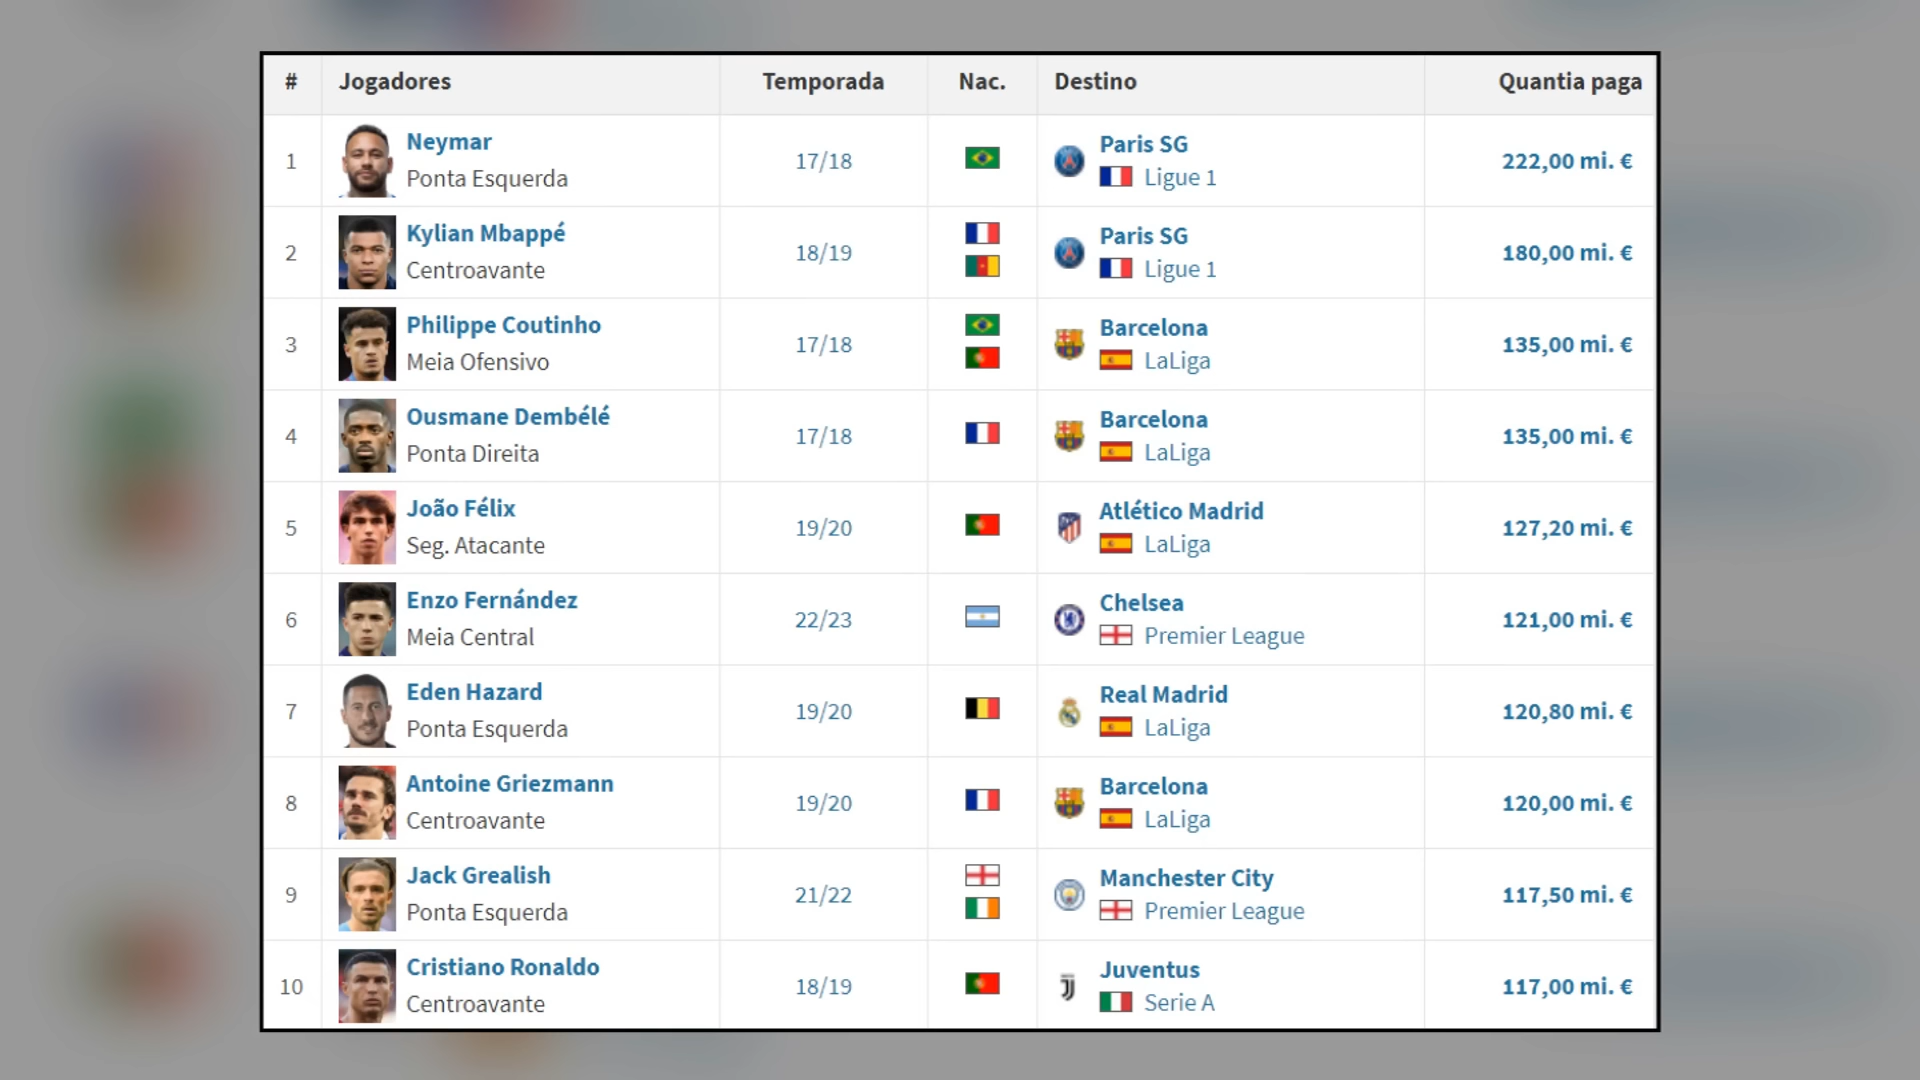 # Jogadores Temporada Nac. Destino Quantia paga
1 Neymar 17/18 Paris SG 222,00 mi. €
Ponta Esquerda Ligue 1
2 Kylian Mbappé 18/19 Paris SG 180,00 mi. €
Centroavante Ligue 1
3 Philippe Coutinho 17/18 Barcelona 135,00 mi. €
Meia Ofensivo LaLiga
4 Ousmane Dembélé 17/18 Barcelona 135,00 mi. €
Ponta Direita LaLiga
5 João Félix 19/20 Atlético Madrid 127,20 mi. €
Seg. Atacante LaLiga
6 Enzo Fernández 22/23 Chelsea 121,00 mi. €
Meia Central Premier League
7 Eden Hazard 19/20 Real Madrid 120,80 mi. €
Ponta Esquerda LaLiga
8 Antoine Griezmann 19/20 Barcelona 120,00 mi. €
Centroavante LaLiga
9 Jack Grealish 21/22 Manchester City 117,50 mi. €
Ponta Esquerda Premier League
10 Cristiano Ronaldo 18/19 Juventus 117,00 mi. €
Centroavante Serie A